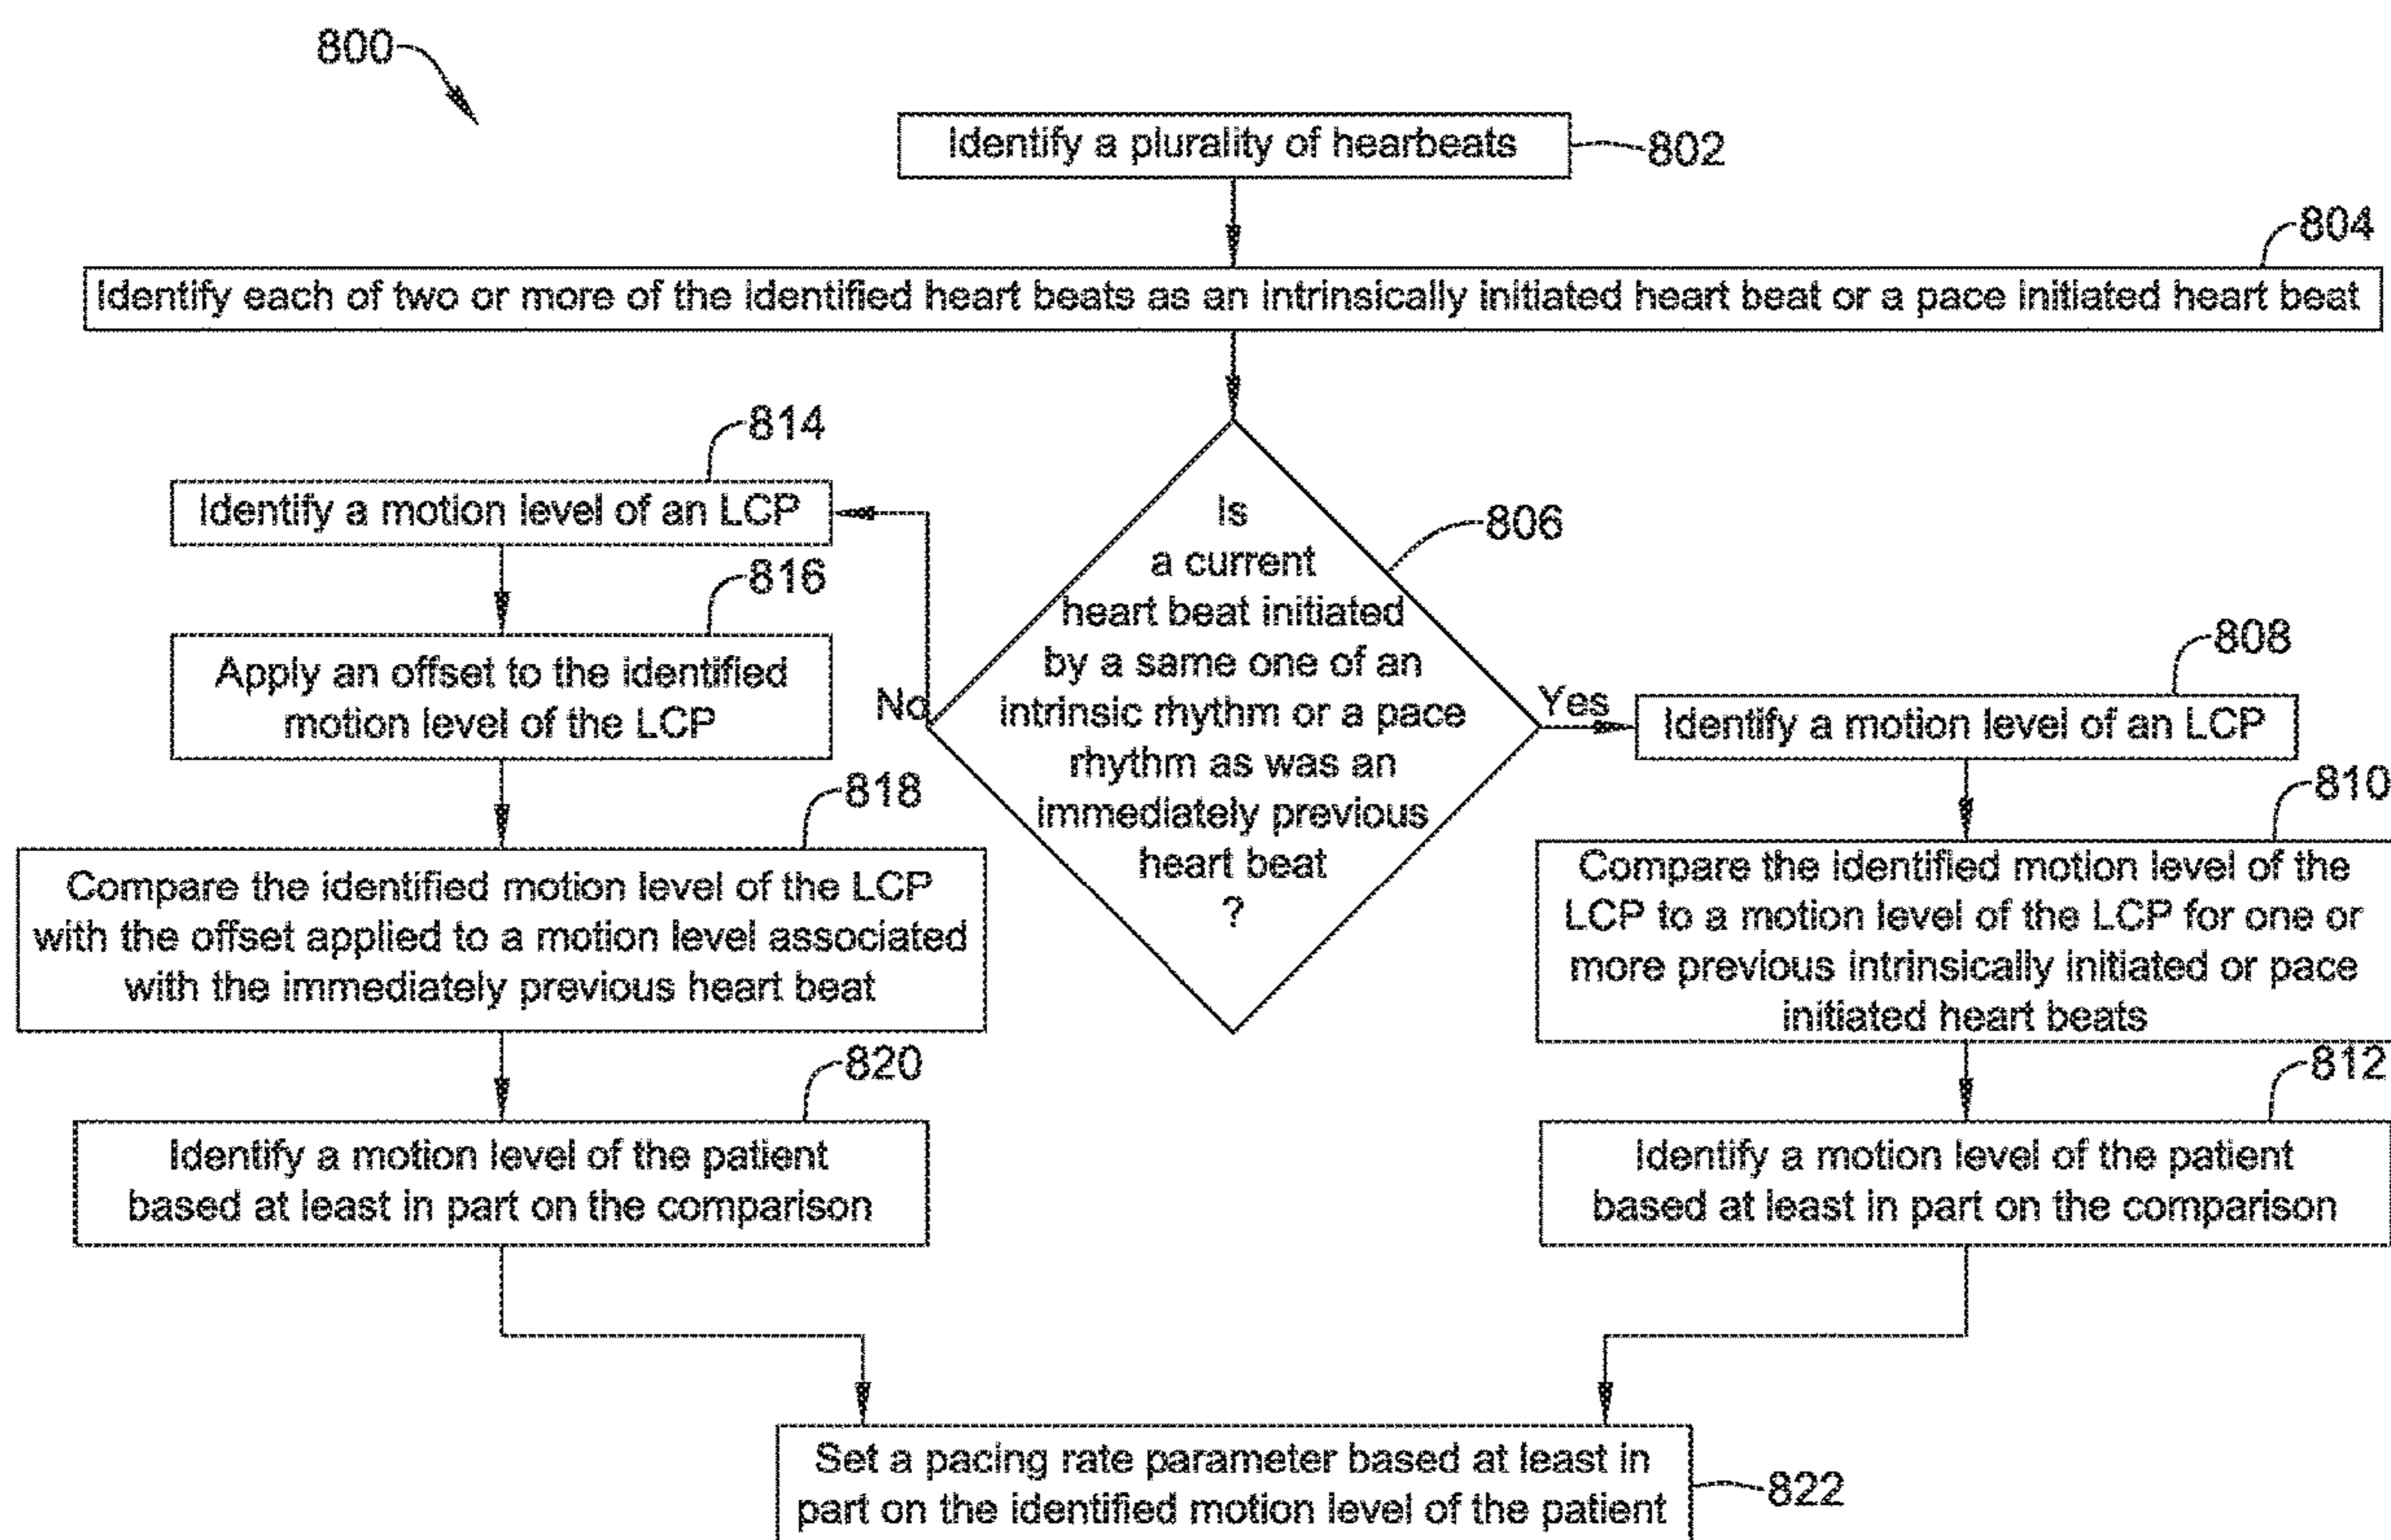 800
Identify a plurality of hearbeats
802
804
Identify each of two or more of the identified heart beats as an intrinsically initiated heart beat or a pace initiated heart beat
806
Is
a current
heart beat initiated
by a same one of an
intrinsic rhythm or a pace
rhythm as was an
immediately previous
heart beat
?
No
814
Identify a motion level of an LCP
816
Apply an offset to the identified
motion level of the LCP
818
Compare the identified motion level of the LCP
with the offset applied to a motion level associated
with the immediately previous heart beat
820
Identify a motion level of the patient
based at least in part on the comparison
Yes
808
Identify a motion level of an LCP
810
Compare the identified motion level of the
LCP to a motion level of the LCP for one or
more previous intrinsically initiated or pace
initiated heart beats
812
Identify a motion level of the patient
based at least in part on the comparison
Set a pacing rate parameter based at least in
part on the identified motion level of the patient
822